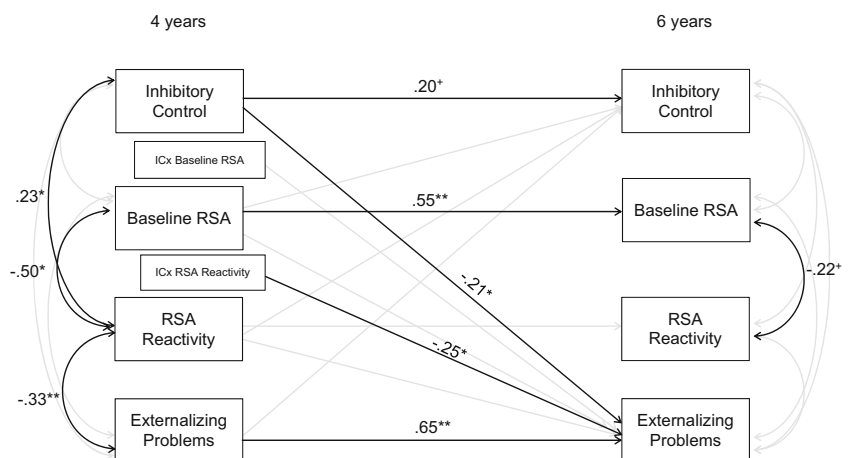 4 years
6 years
Inhibitory
Control
.20+
Inhibitory
Control
ICx Baseline RSA
.23*
Baseline RSA
.55**
Baseline RSA
-.50*
ICx RSA Reactivity
-.21*
-.22+
RSA
Reactivity
-.25*
RSA
Reactivity
-.33**
Externalizing
Problems
.65**
Externalizing
Problems